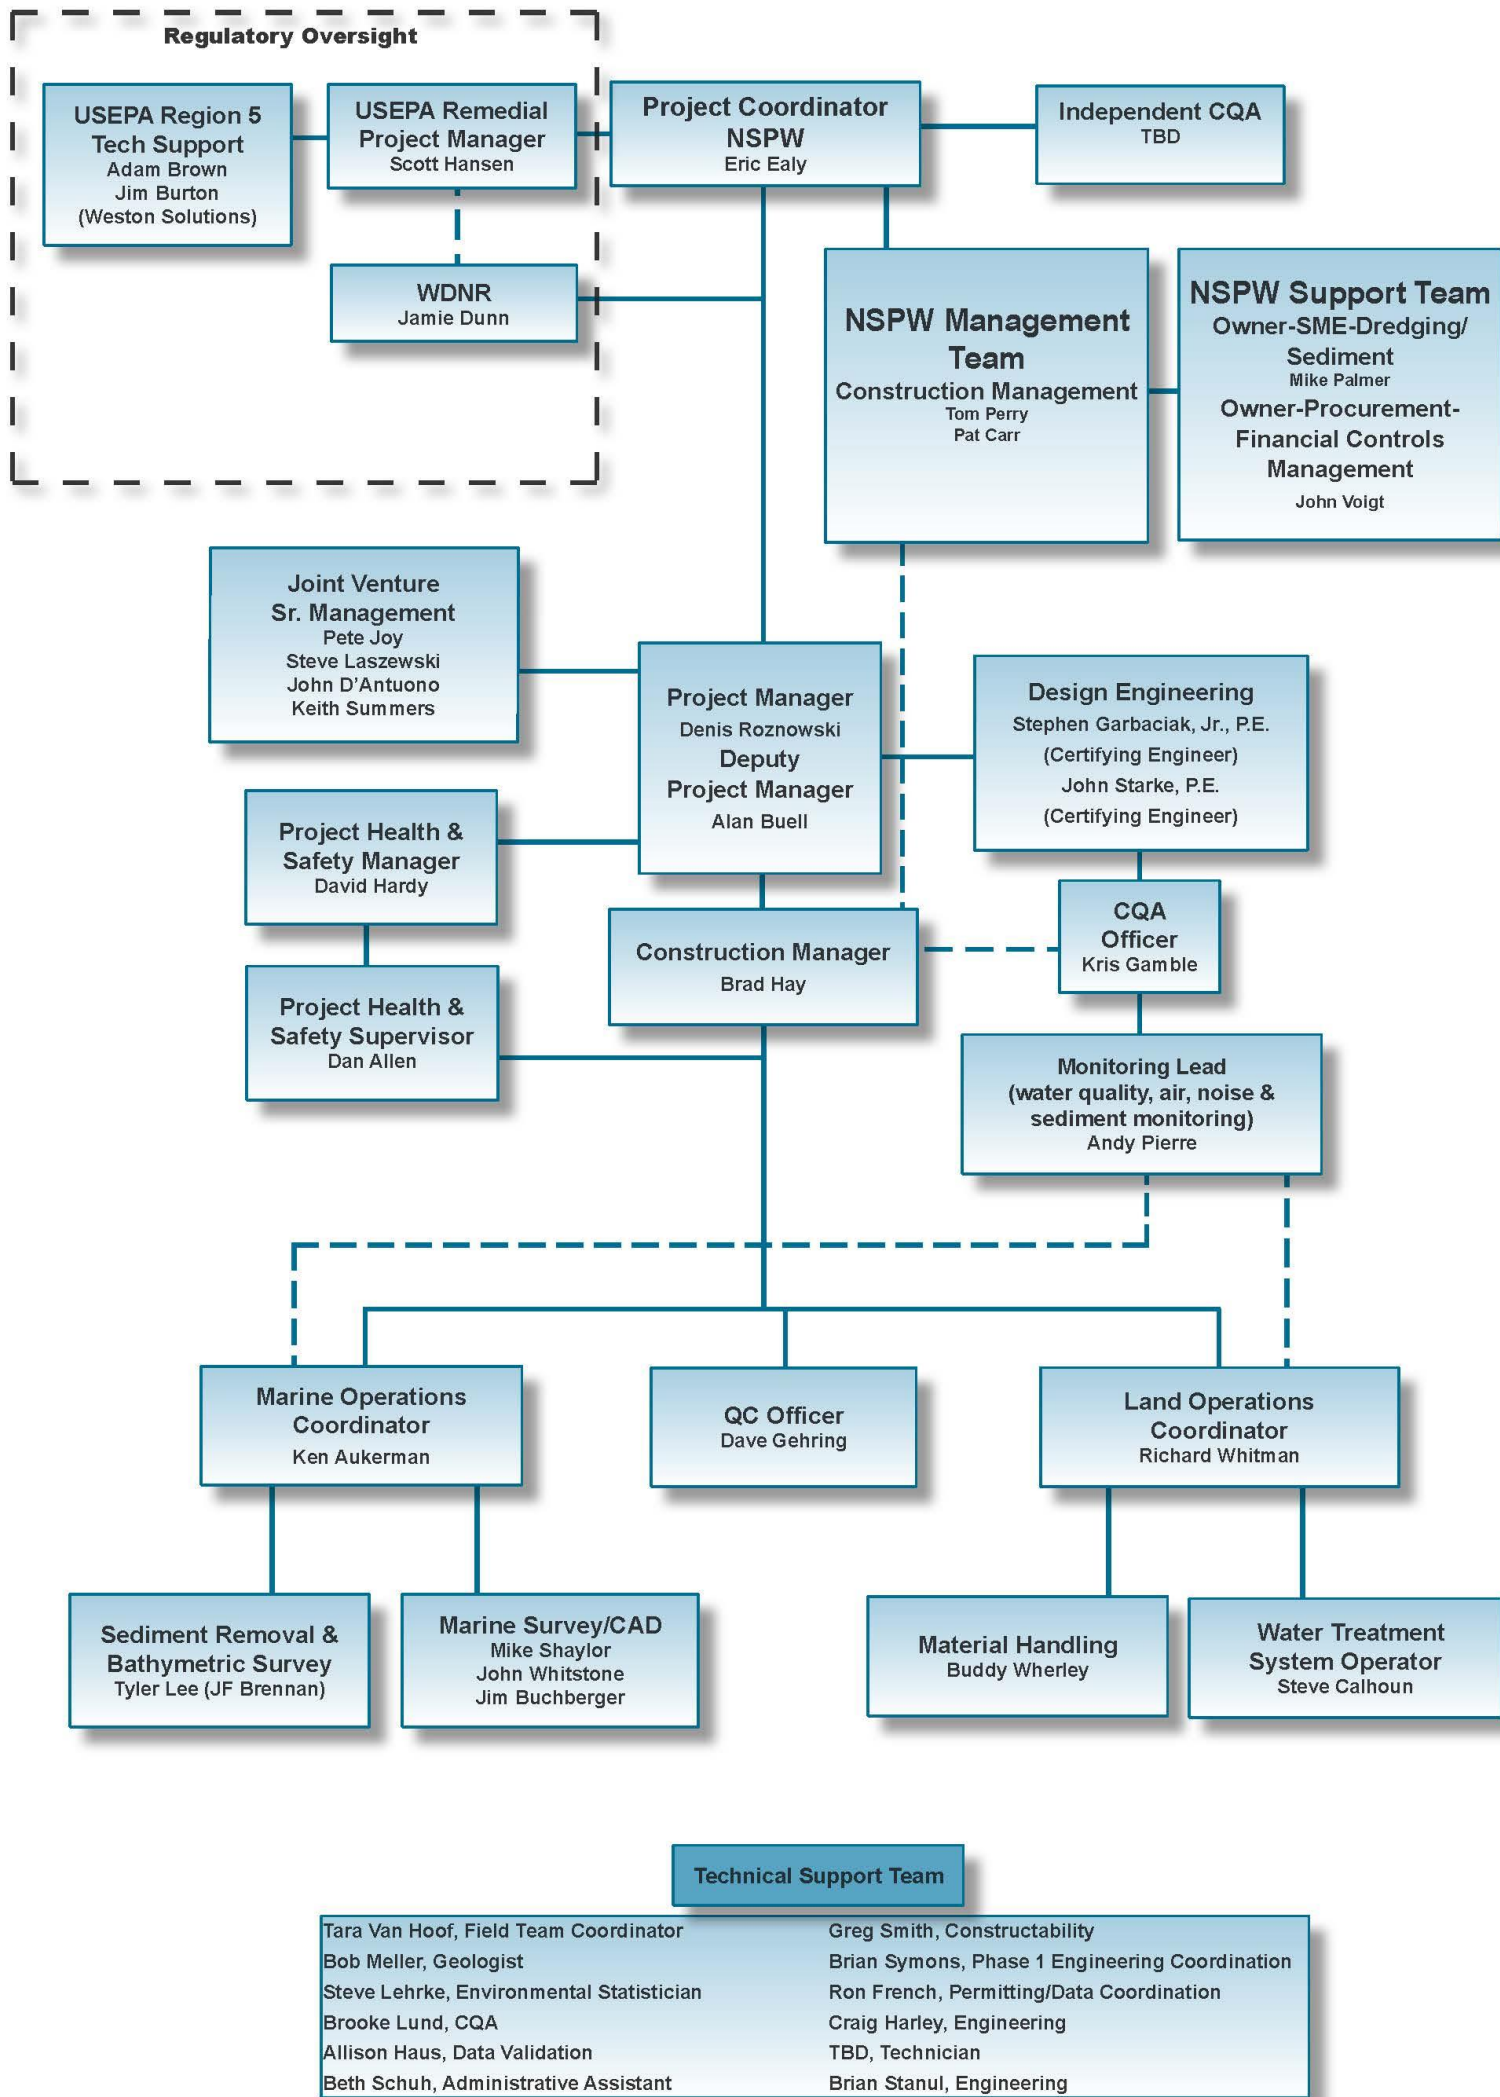 Regulatory Oversight
USEPA Region 5
Tech Support
Adam Brown
Jim Burton
(Weston Solutions)
USEPA Remedial
Project Manager
Scott Hansen
Project Coordinator
NSPW
Eric Ealy
Independent CQA
TBD
WDNR
Jamie Dunn
NSPW Management
Team
Construction Management
Tom Perry
Pat Carr
NSPW Support Team
Owner-SME-Dredging/
Sediment
Mike Palmer
Owner-Procurement-
Financial Controls
Management
John Voigt
Joint Venture
Sr. Management
Pete Joy
Steve Laszewski
John D'Antuono
Keith Summers
Project Manager
Denis Roznowski
Deputy
Project Manager
Alan Buell
Design Engineering
Stephen Garbaciak, Jr., P.E.
(Certifying Engineer)
John Starke, P.E.
(Certifying Engineer)
Project Health &
Safety Manager
David Hardy
Construction Manager
Brad Hay
CQA
Officer
Kris Gamble
Project Health &
Safety Supervisor
Dan Allen
Monitoring Lead
(water quality, air, noise &
sediment monitoring)
Andy Pierre
Marine Operations
Coordinator
Ken Aukerman
QC Officer
Dave Gehring
Land Operations
Coordinator
Richard Whitman
Sediment Removal &
Bathymetric Survey
Tyler Lee (JF Brennan)
Marine Survey/CAD
Mike Shaylor
John Whitstone
Jim Buchberger
Material Handling
Buddy Wherley
Water Treatment
System Operator
Steve Calhoun
Technical Support Team
Tara Van Hoof, Field Team Coordinator
Bob Meller, Geologist
Steve Lehrke, Environmental Statistician
Brooke Lund, CQA
Allison Haus, Data Validation
Beth Schuh, Administrative Assistant
Greg Smith, Constructability
Brian Symons, Phase 1 Engineering Coordination
Ron French, Permitting/Data Coordination
Craig Harley, Engineering
TBD, Technician
Brian Stanul, Engineering